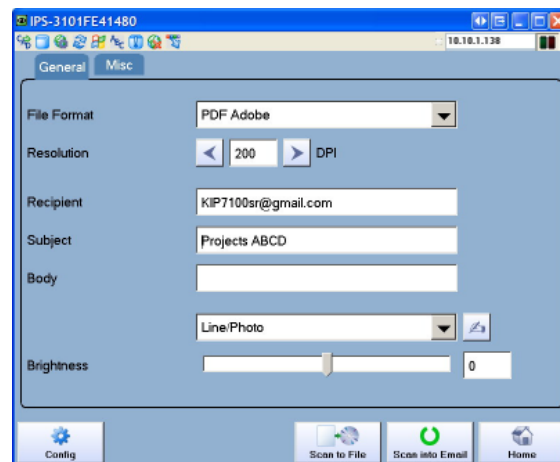 IPS-3101FE41480
10.10.1.138
General Misc
File Format PDF Adobe
Resolution 200 DPI
Recipient KIP7100sr@gmail.com
Subject Projects ABCD
Body
Line/Photo
Brightness 0
Config Scan to File Scan into Email Home